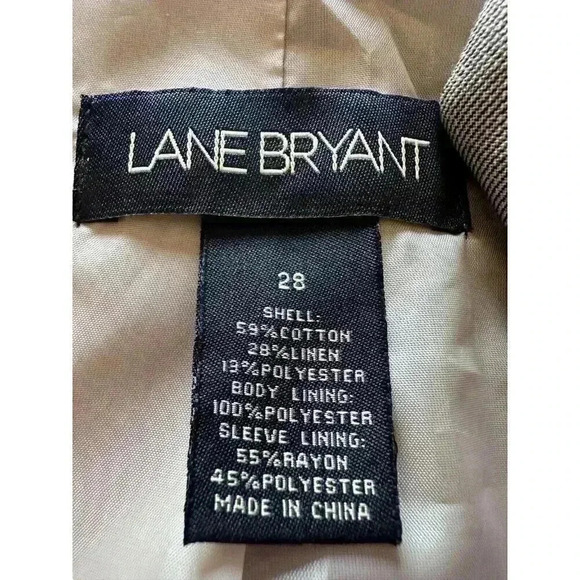 LANE BRYANT
28
SHELL:
59%COTTON
28%LINEN
13%POLYESTER
BODY LINING:
100%POLYESTER
SLEEVE LINING:
55%RAYON
45%POLYESTER
MADE IN CHINA